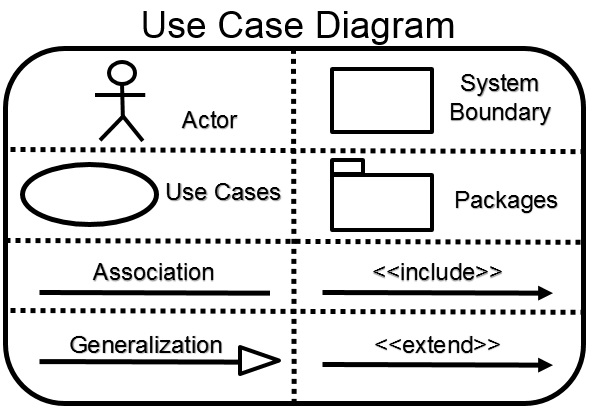 Use Case Diagram
Actor
System
Boundary
Use Cases
Packages
Association
<<include>>
Generalization
<<extend>>